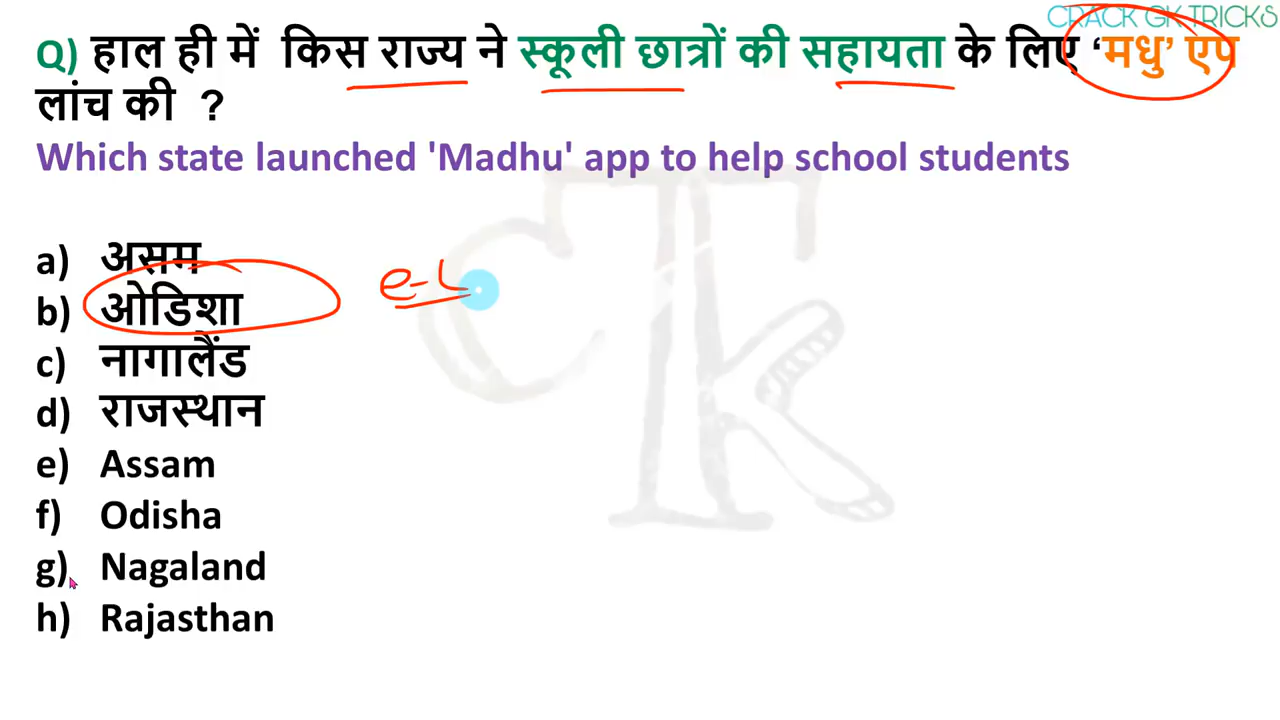 CRACK GK TRICKS
Q) हाल ही में किस राज्य ने स्कूली छात्रों की सहायता के लिए ‘मधु’ एप
लांच की ?
Which state launched 'Madhu' app to help school students
a) असम
b) ओडिशा
e-L
c) नागालैंड
d) राजस्थान
e) Assam
f) Odisha
g) Nagaland
h) Rajasthan